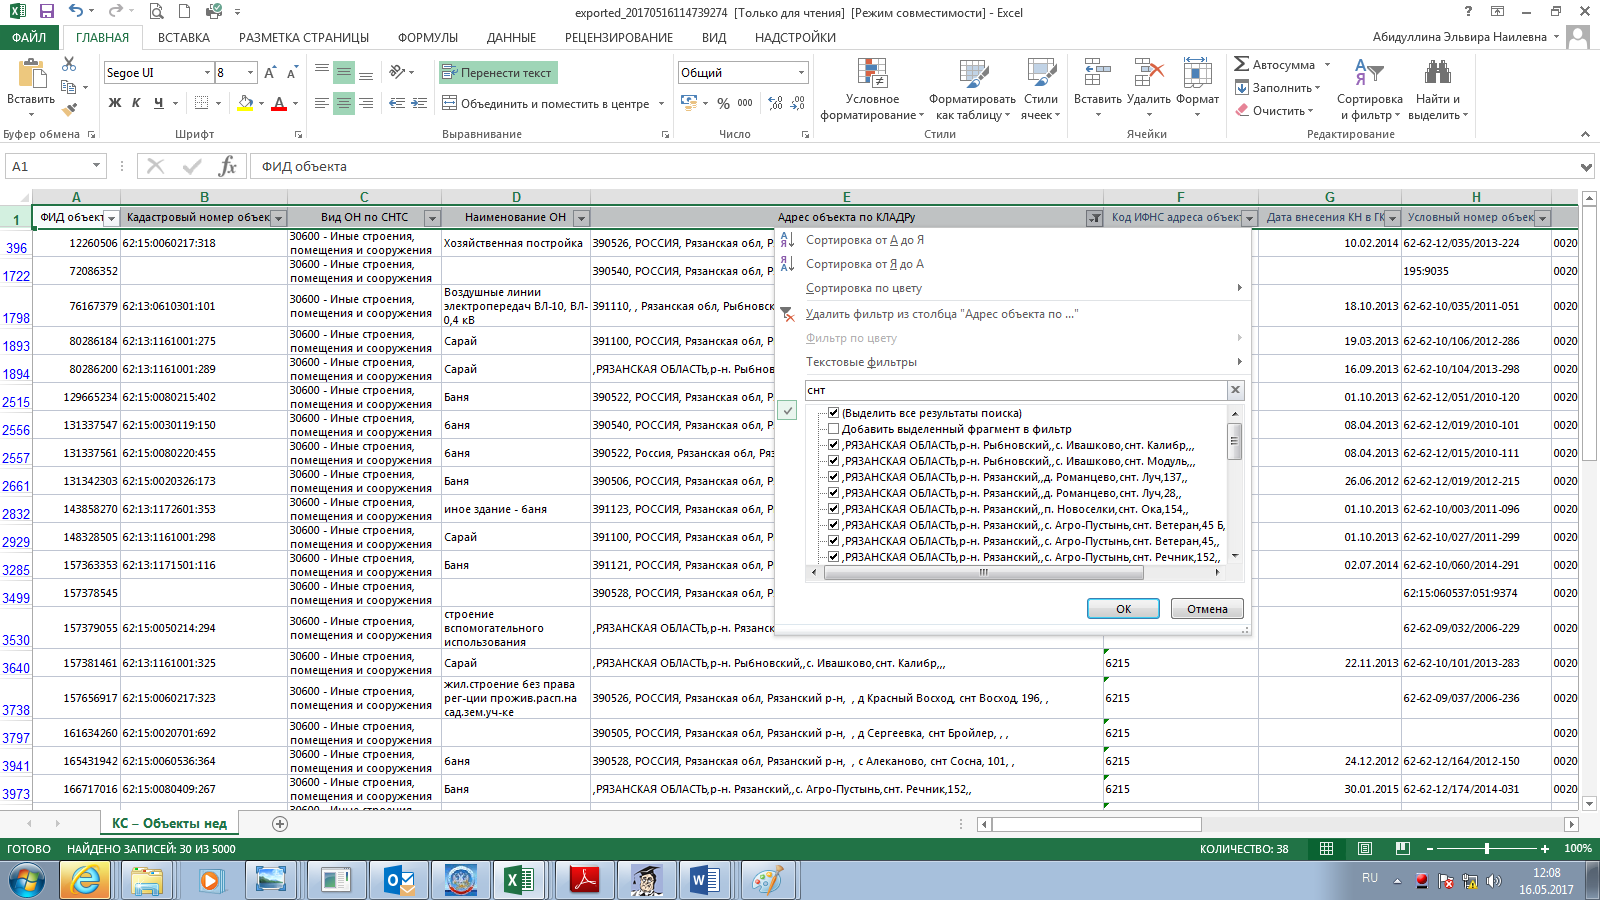 exported_20170516114739274 [Только для чтения] [Режим совместимости] - Excel
ФАЙЛ ГЛАВНАЯ ВСТАВКА РАЗМЕТКА СТРАНИЦЫ ФОРМУЛЫ ДАННЫЕ РЕЦЕНЗИРОВАНИЕ ВИД НАДСТРОЙКИ Абидуллина Эльвира Наилевна
Segoe UI 8 Перенести текст Общий Автосумма
Заполнить
Вставить Ж К Ч А Объединить и поместить в центре % 000 Условное форматирование Форматировать как таблицу Стили ячеек Вставить Удалить Формат Очистить Сортировка и фильтр Найти и выделить
Буфер обмена Шрифт Выравнивание Число Стили Ячейки Редактирование
A1 fx ФИД объекта
A B C D E F G H
1 ФИД объект Кадастровый номер объек Вид ОН по СНТС Наименование ОН Адрес объекта по КЛАДРу Код ИФНС адреса объект Дата внесения КН в ГК Условный номер объек
396 12260506 62:15:0060217:318 30600 - Иные строения, помещения и сооружения Хозяйственная постройка 390526, РОССИЯ, Рязанская обл, Р 10.02.2014 62-62-12/035/2013-224 0020
1722 72086352 30600 - Иные строения, помещения и сооружения 390540, РОССИЯ, Рязанская обл, Р 195:9035 0020
1798 76167379 62:13:0610301:101 30600 - Иные строения, помещения и сооружения Воздушные линии электропередач ВЛ-10, ВЛ-0,4 кВ 391110, , Рязанская обл, Рыбновск 18.10.2013 62-62-10/035/2011-051 0020
1893 80286184 62:13:1161001:275 30600 - Иные строения, помещения и сооружения Сарай 391100, РОССИЯ, Рязанская обл, Р 19.03.2013 62-62-10/106/2012-286 0020
1894 80286200 62:13:1161001:289 30600 - Иные строения, помещения и сооружения Сарай ,РЯЗАНСКАЯ ОБЛАСТЬ,р-н. Рыбнов 16.09.2013 62-62-10/104/2013-298 0020
2515 129665234 62:15:0080215:402 30600 - Иные строения, помещения и сооружения Баня 390522, РОССИЯ, Рязанская обл, Р 01.10.2013 62-62-12/051/2010-120 0020
2556 131337547 62:15:0030119:150 30600 - Иные строения, помещения и сооружения баня 390540, РОССИЯ, Рязанская обл, Р 08.04.2013 62-62-12/019/2010-101 0020
2557 131337561 62:15:0080220:455 30600 - Иные строения, помещения и сооружения баня 390522, Россия, Рязанская обл, Ряз 08.04.2013 62-62-12/015/2010-111 0020
2661 131342303 62:15:0020326:173 30600 - Иные строения, помещения и сооружения Баня 390506, РОССИЯ, Рязанская обл, Р 26.06.2012 62-62-12/019/2012-215 0020
2832 143858270 62:13:1172601:353 30600 - Иные строения, помещения и сооружения иное здание - баня 391123, РОССИЯ, Рязанская обл, Р 01.10.2013 62-62-10/003/2011-096 0020
2929 148328505 62:13:1161001:298 30600 - Иные строения, помещения и сооружения Сарай 391100, РОССИЯ, Рязанская обл, Р 01.10.2013 62-62-10/027/2011-299 0020
3285 157363353 62:13:1171501:116 30600 - Иные строения, помещения и сооружения Баня 391121, РОССИЯ, Рязанская обл, Р 02.07.2014 62-62-10/060/2014-291 0020
3499 157378545 30600 - Иные строения, помещения и сооружения 390528, РОССИЯ, Рязанская обл, Р 62:15:060537:051:9374 0020
3530 157379055 62:15:0050214:294 30600 - Иные строения, помещения и сооружения строение вспомогательного использования ,РЯЗАНСКАЯ ОБЛАСТЬ,р-н. Рязанс 62-62-09/032/2006-229 0020
3640 157381461 62:13:1161001:325 30600 - Иные строения, помещения и сооружения Сарай ,РЯЗАНСКАЯ ОБЛАСТЬ,р-н. Рыбновский,,с. Ивашково,снт. Калибр,,, 6215 22.11.2013 62-62-10/101/2013-283 0020
3738 157656917 62:15:0060217:323 30600 - Иные строения, помещения и сооружения жил.строение без права рег-ции прожив.расп.на сад.зем.уч-ке 390526, РОССИЯ, Рязанская обл, Рязанский р-н, , д Красный Восход, снт Восход, 196, , 6215 62-62-09/037/2006-236 0020
3797 161634260 62:15:0020701:692 30600 - Иные строения, помещения и сооружения 390505, РОССИЯ, Рязанская обл, Рязанский р-н, , д Сергеевка, снт Бройлер, , , 6215 0020
3941 165431942 62:15:0060536:364 30600 - Иные строения, помещения и сооружения баня 390528, РОССИЯ, Рязанская обл, Рязанский р-н, , с Алеканово, снт Сосна, 101, , 6215 24.12.2012 62-62-12/164/2012-150 0020
3973 166717016 62:15:0080409:267 30600 - Иные строения, помещения и сооружения Баня ,РЯЗАНСКАЯ ОБЛАСТЬ,р-н. Рязанский,,с. Агро-Пустынь,снт. Речник,152,, 6215 30.01.2015 62-62-12/174/2014-031 0020
Сортировка от А до Я
Сортировка от Я до А
Сортировка по цвету
Удалить фильтр из столбца "Адрес объекта по ..."
Фильтр по цвету
Текстовые фильтры
снт
(Выделить все результаты поиска)
Добавить выделенный фрагмент в фильтр
,РЯЗАНСКАЯ ОБЛАСТЬ,р-н. Рыбновский,,с. Ивашково,снт. Калибр,,,
,РЯЗАНСКАЯ ОБЛАСТЬ,р-н. Рыбновский,,с. Ивашково,снт. Модуль,,,
,РЯЗАНСКАЯ ОБЛАСТЬ,р-н. Рязанский,,д. Романцево,снт. Луч,137,,
,РЯЗАНСКАЯ ОБЛАСТЬ,р-н. Рязанский,,д. Романцево,снт. Луч,28,,
,РЯЗАНСКАЯ ОБЛАСТЬ,р-н. Рязанский,,п. Новоселки,снт. Ока,154,,
,РЯЗАНСКАЯ ОБЛАСТЬ,р-н. Рязанский,,с. Агро-Пустынь,снт. Ветеран,45 Б,
,РЯЗАНСКАЯ ОБЛАСТЬ,р-н. Рязанский,,с. Агро-Пустынь,снт. Ветеран,45,,
,РЯЗАНСКАЯ ОБЛАСТЬ,р-н. Рязанский,,с. Агро-Пустынь,снт. Речник,152,,
ОК Отмена
КС – Объекты нед
ГОТОВО НАЙДЕНО ЗАПИСЕЙ: 30 ИЗ 5000 КОЛИЧЕСТВО: 38 100%
RU 12:08
16.05.2017